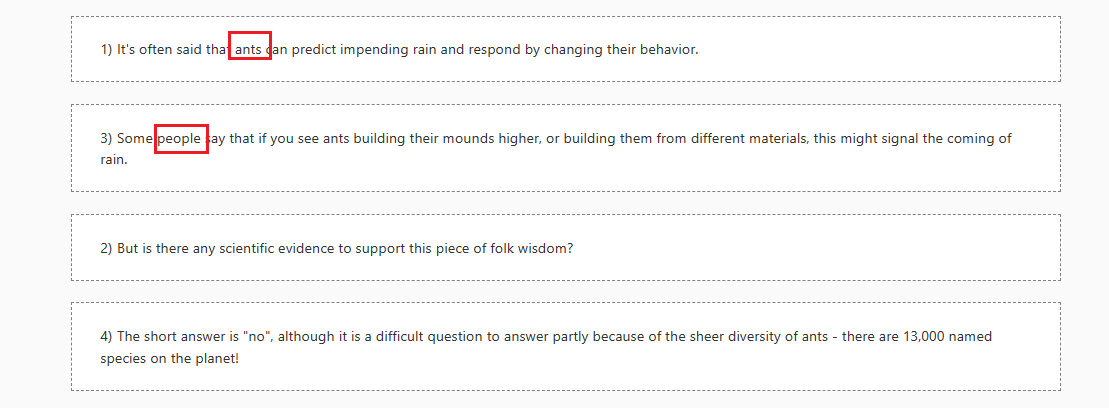 1) It's often said that ants can predict impending rain and respond by changing their behavior.
3) Some people say that if you see ants building their mounds higher, or building them from different materials, this might signal the coming of
rain.
2) But is there any scientific evidence to support this piece of folk wisdom?
4) The short answer is "no", although it is a difficult question to answer partly because of the sheer diversity of ants - there are 13,000 named
species on the planet!